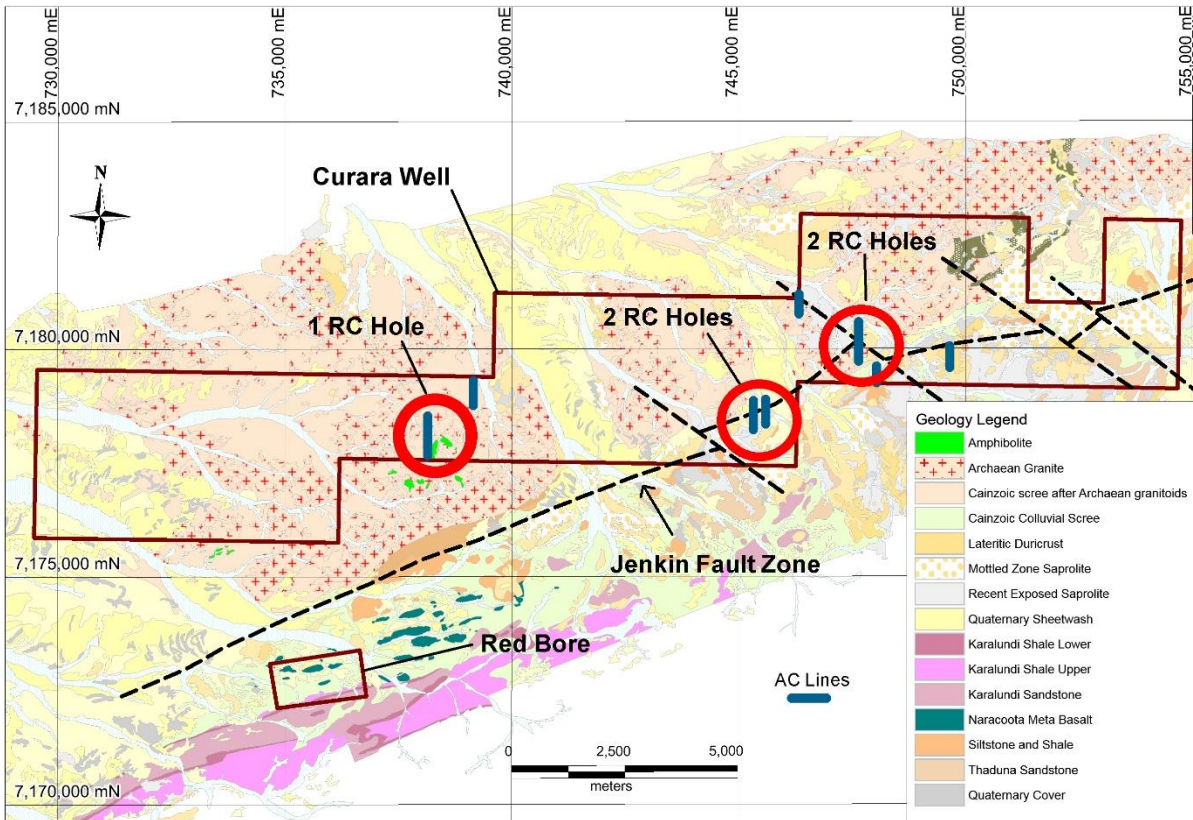 730,000 mE
735,000 mE
740,000 mE
745,000 mE
750,000 mE
755,000 mE
7,185,000 mN
N
Curara Well
2 RC Holes
1 RC Hole
2 RC Holes
7,180,000 mN
Geology Legend
Amphibolite
Archaean Granite
Cainzoic scree after Archaean granitoids
Cainzoic Colluvial Scree
Lateritic Duricrust
Mottled Zone Saprolite
Recent Exposed Saprolite
Quaternary Sheetwash
Karalundi Shale Lower
Karalundi Shale Upper
Karalundi Sandstone
Naracoota Meta Basalt
Siltstone and Shale
Thaduna Sandstone
Quaternary Cover
Jenkin Fault Zone
7,175,000 mN
Red Bore
AC Lines
0 2,500 5,000
meters
7,170,000 mN